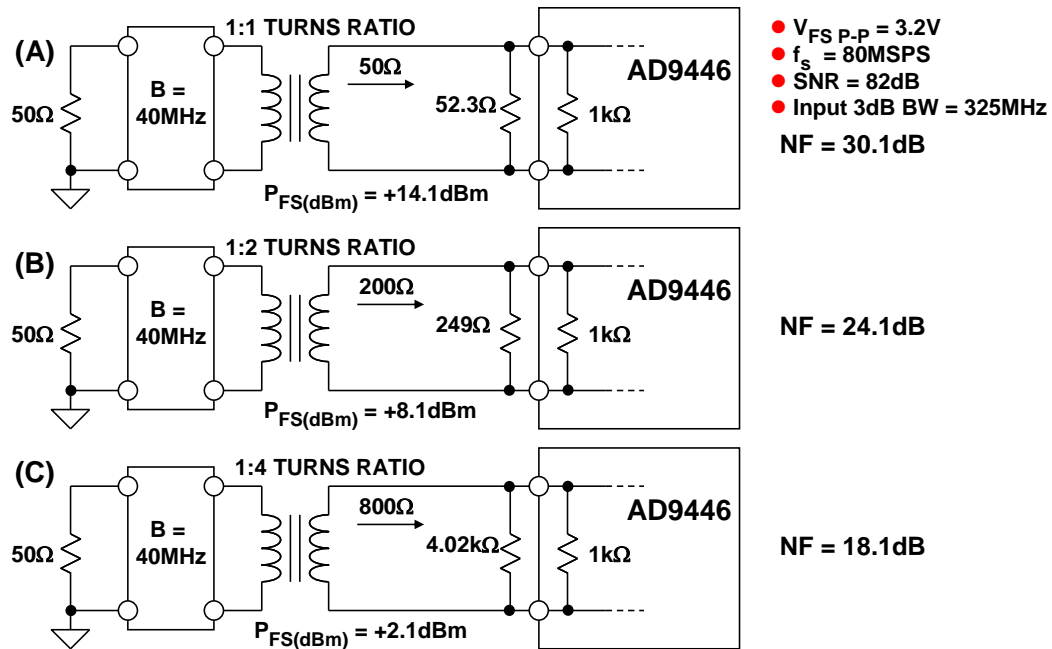 (A)
1:1 TURNS RATIO
50Ω
B =
40MHz
50Ω
52.3Ω
1kΩ
AD9446
P_FS(dBm) = +14.1dBm
● V_FS P-P = 3.2V
● f_s = 80MSPS
● SNR = 82dB
● Input 3dB BW = 325MHz
NF = 30.1dB
(B)
1:2 TURNS RATIO
50Ω
B =
40MHz
200Ω
249Ω
1kΩ
AD9446
P_FS(dBm) = +8.1dBm
NF = 24.1dB
(C)
1:4 TURNS RATIO
50Ω
B =
40MHz
800Ω
4.02kΩ
1kΩ
AD9446
P_FS(dBm) = +2.1dBm
NF = 18.1dB